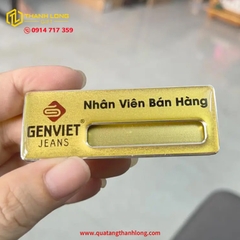 THANH LONG
0914 717 359
Nhân Viên Bán Hàng
GENVIET
JEANS
www.quatangthanhlong.com